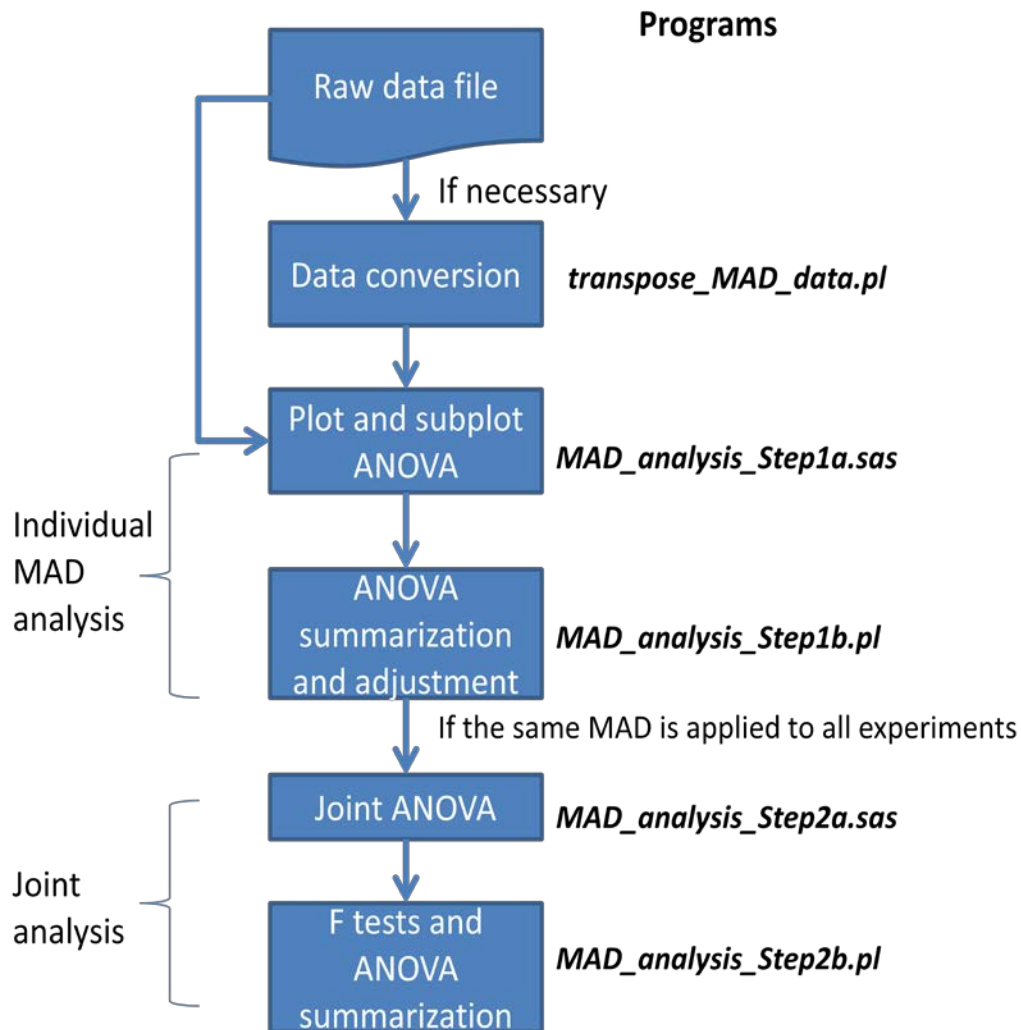 Programs
Raw data file
If necessary
Data conversion
transpose_MAD_data.pl
Plot and subplot
ANOVA
MAD_analysis_Step1a.sas
Individual
MAD
analysis
ANOVA
summarization
and adjustment
MAD_analysis_Step1b.pl
If the same MAD is applied to all experiments
Joint ANOVA
MAD_analysis_Step2a.sas
Joint
analysis
F tests and
ANOVA
summarization
MAD_analysis_Step2b.pl